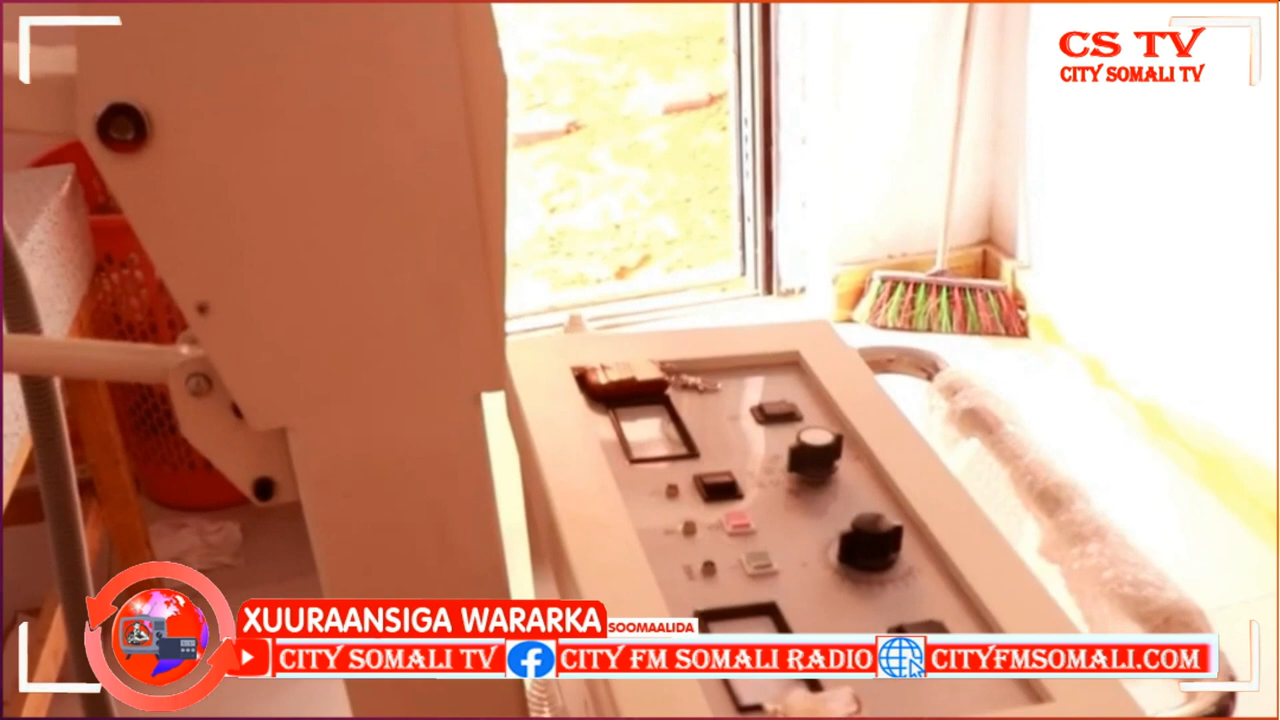 CS TV
CITY SOMALI TV
XUURAANSIGA WARARKA
SOOMAALIDA
CITY SOMALI TV
CITY FM SOMALI RADIO
CITYFMSOMALI.COM